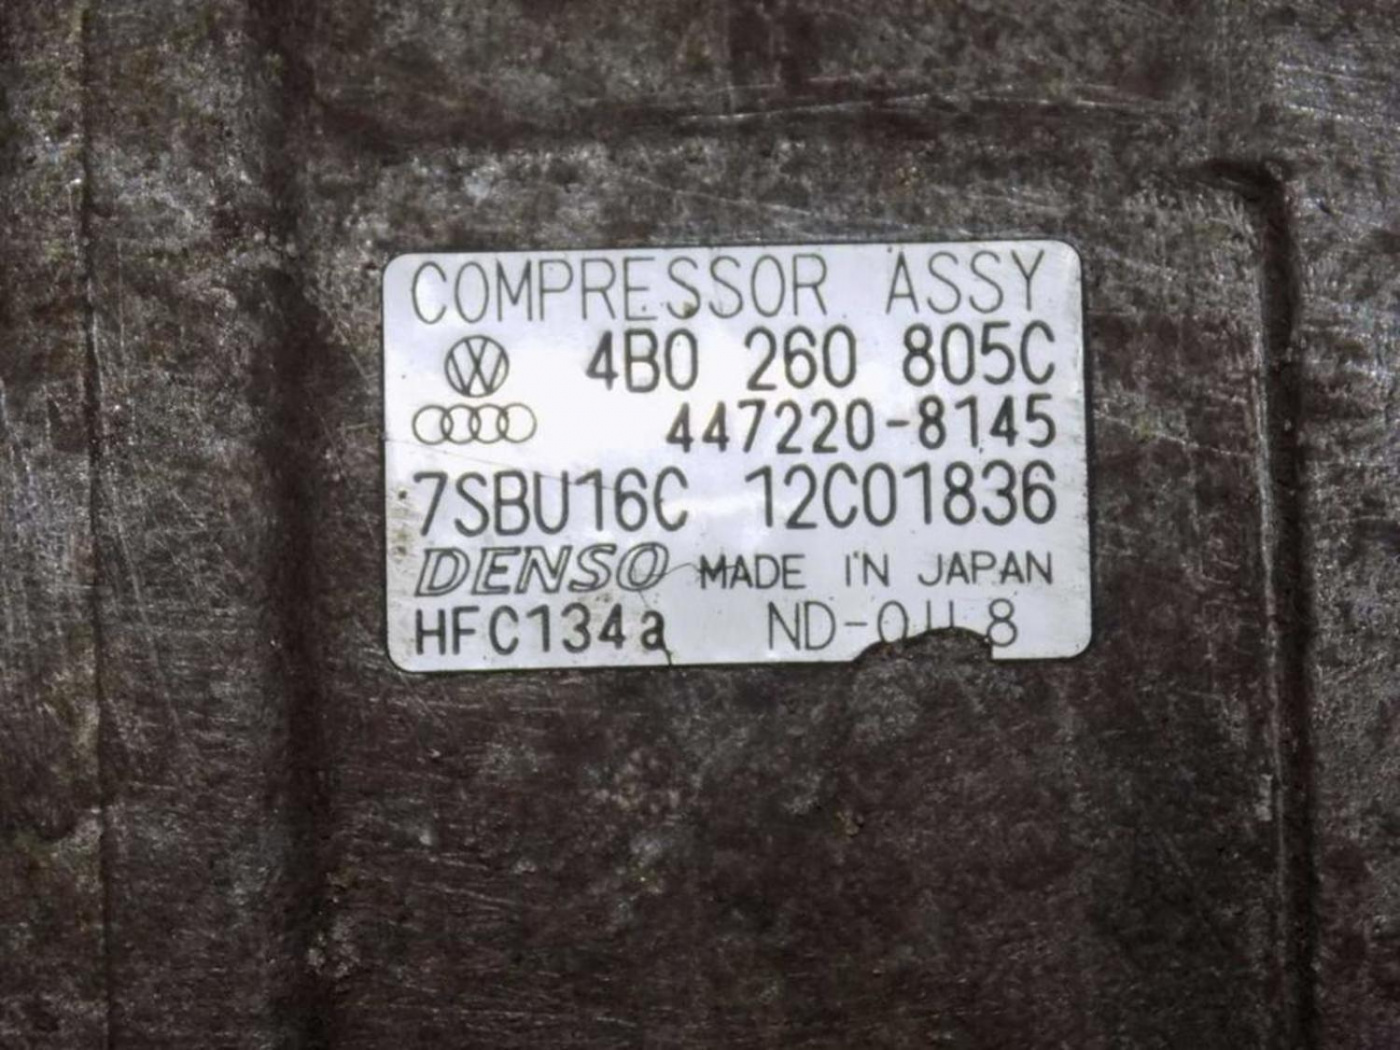 COMPRESSOR ASSY
4B0 260 805C
447220-8145
7SBU16C 12C01836
DENSO MADE IN JAPAN
HFC134a